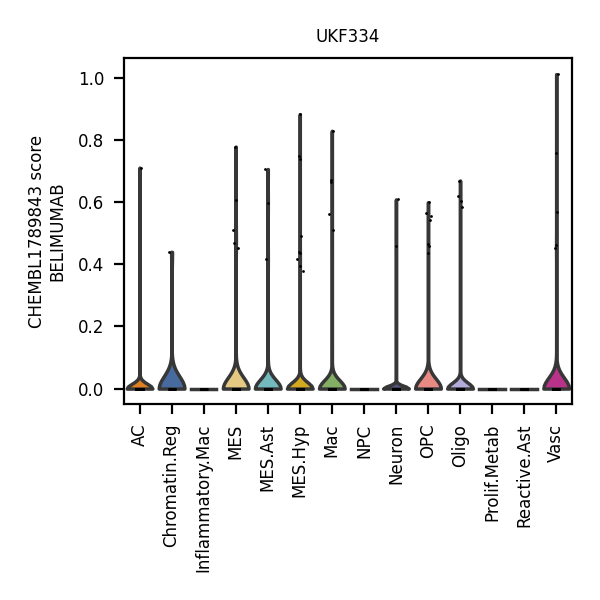 UKF334
CHEMBL1789843 score
BELIMUMAB
1.0
0.8
0.6
0.4
0.2
0.0
AC
Chromatin.Reg
Inflammatory.Mac
MES
MES.Ast
MES.Hyp
Mac
NPC
Neuron
OPC
Oligo
Prolif.Metab
Reactive.Ast
Vasc